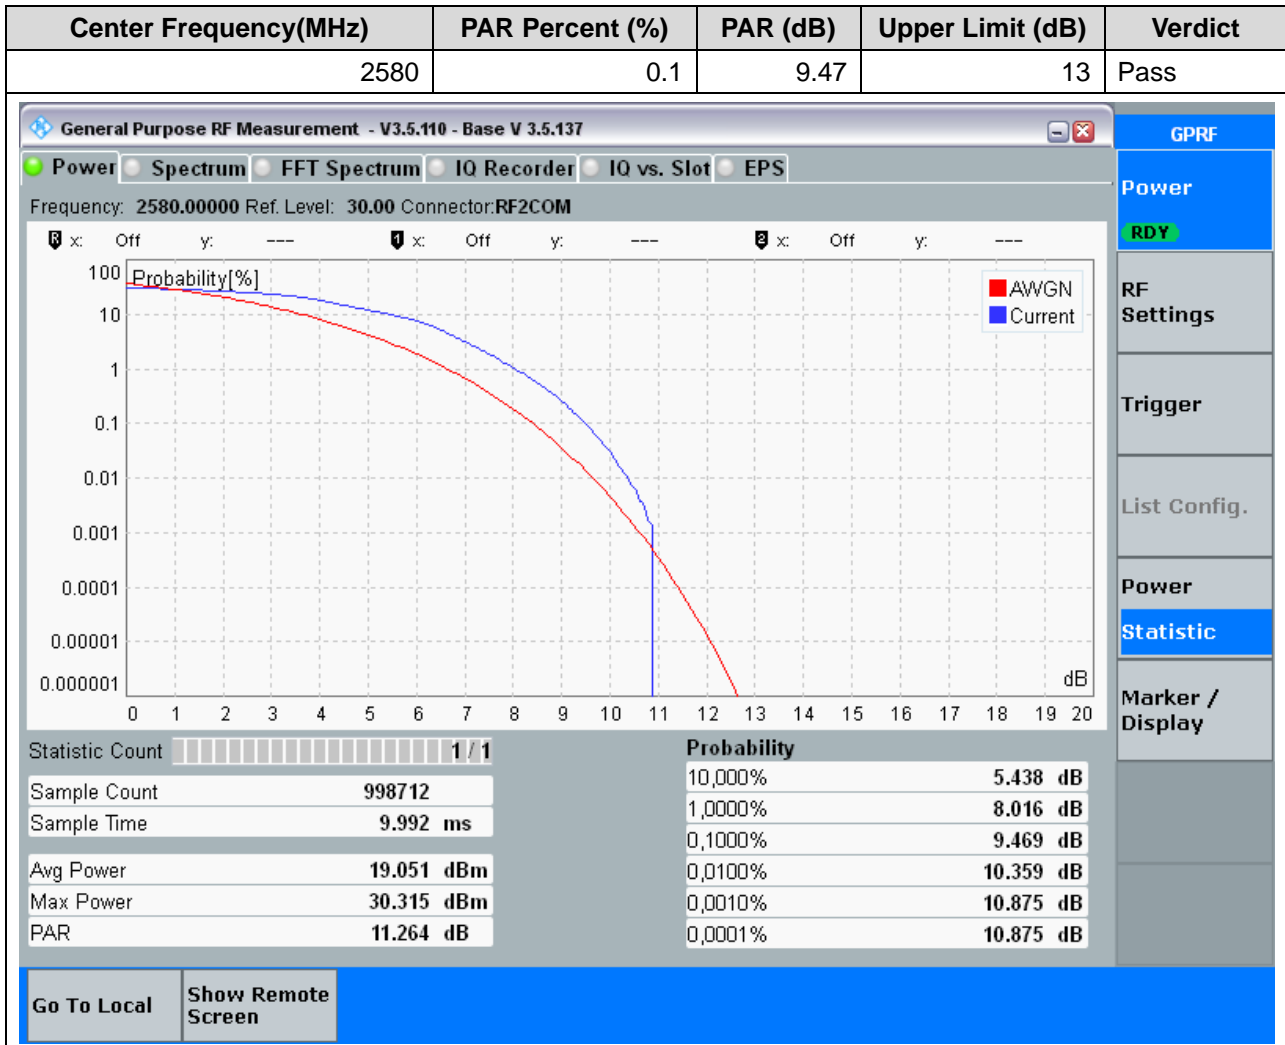 Center Frequency(MHz) PAR Percent (%) PAR (dB) Upper Limit (dB) Verdict
2580 0.1 9.47 13 Pass
General Purpose RF Measurement - V3.5.110 - Base V 3.5.137
GPRF
Power Spectrum FFT Spectrum IQ Recorder IQ vs. Slot EPS
Frequency: 2580.00000 Ref. Level: 30.00 Connector:RF2COM
R x: Off y: --- 1 x: Off y: --- 2 x: Off y: ---
Probability[%]
AWGN
Current
100
10
1
0.1
0.01
0.001
0.0001
0.00001
0.000001
dB
0 1 2 3 4 5 6 7 8 9 10 11 12 13 14 15 16 17 18 19 20
Statistic Count 1 / 1
Sample Count 998712
Sample Time 9.992 ms
Avg Power 19.051 dBm
Max Power 30.315 dBm
PAR 11.264 dB
Probability
10,000% 5.438 dB
1,0000% 8.016 dB
0,1000% 9.469 dB
0,0100% 10.359 dB
0,0010% 10.875 dB
0,0001% 10.875 dB
Power
RDY
RF
Settings
Trigger
List Config.
Power
Statistic
Marker /
Display
Go To Local
Show Remote
Screen